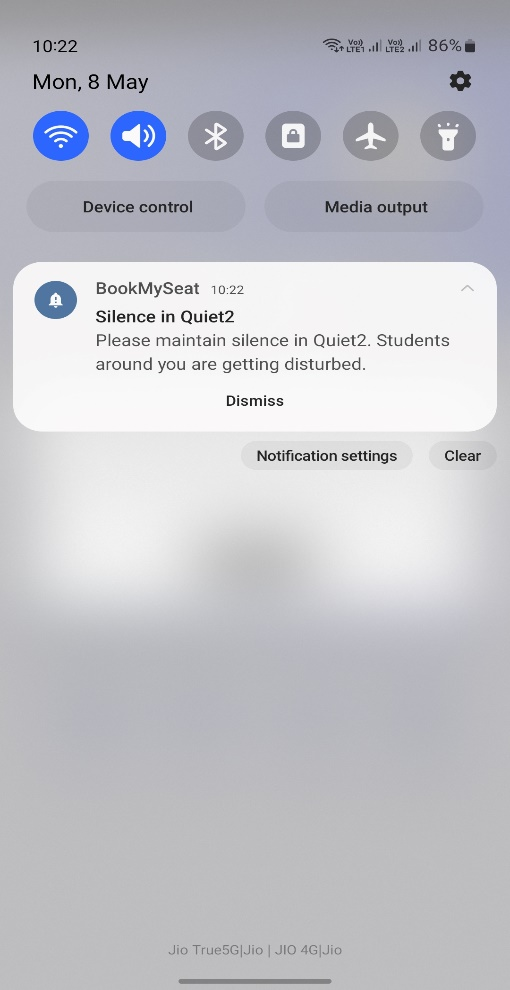 10:22 Vo)) LTE1 Vo)) LTE2 86%
Mon, 8 May
Device control Media output
BookMySeat 10:22
Silence in Quiet2
Please maintain silence in Quiet2. Students
around you are getting disturbed.
Dismiss
Notification settings Clear
Jio True5G|Jio | JIO 4G|Jio